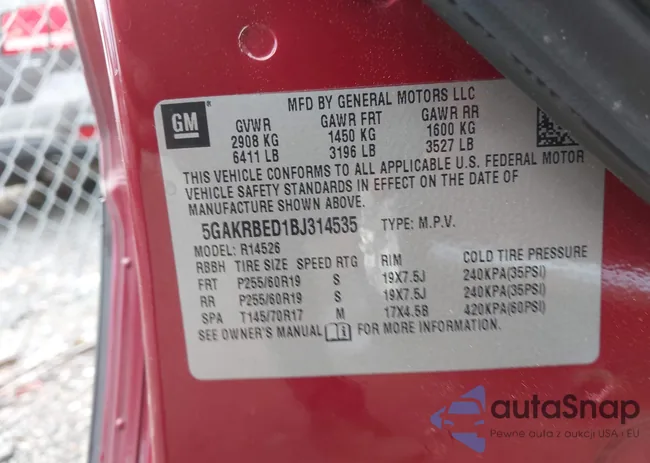 MFD BY GENERAL MOTORS LLC
GM GVWR GAWR FRT GAWR RR
2908 KG 1450 KG 1600 KG
6411 LB 3196 LB 3527 LB
THIS VEHICLE CONFORMS TO ALL APPLICABLE U.S. FEDERAL MOTOR
VEHICLE SAFETY STANDARDS IN EFFECT ON THE DATE OF
MANUFACTURE SHOWN ABOVE.
5GAKRBED1BJ314535 TYPE: M.P.V.
MODEL: R14526
RBBH TIRE SIZE SPEED RTG RIM COLD TIRE PRESSURE
FRT P255/60R19 S 19X7.5J 240KPA(35PSI)
RR P255/60R19 S 19X7.5J 240KPA(35PSI)
SPA T145/70R17 M 17X4.5B 420KPA(60PSI)
SEE OWNER'S MANUAL FOR MORE INFORMATION.
autaSnap
Pewne auta z aukcji USA i EU